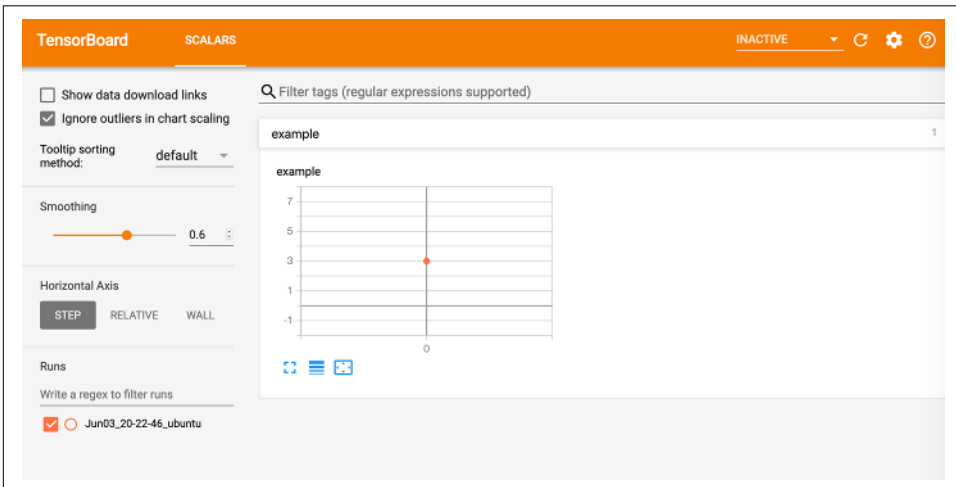 TensorBoard SCALARS INACTIVE
Show data download links
Ignore outliers in chart scaling
Tooltip sorting
method:
default
Smoothing
0.6
Horizontal Axis
STEP RELATIVE WALL
Runs
Write a regex to filter runs
Jun03_20-22-46_ubuntu
Filter tags (regular expressions supported)
example 1
example
7
5
3
1
-1
0